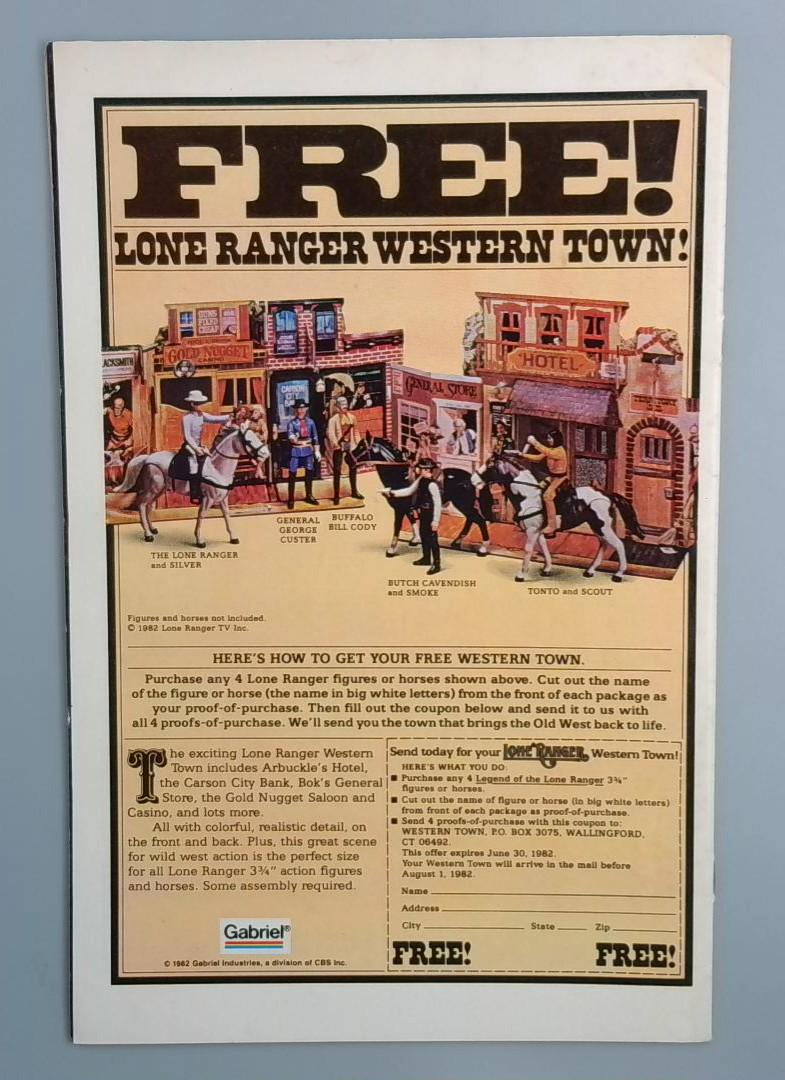 FREE!
LONE RANGER WESTERN TOWN!
GUNS
FIXED
CHEAP
GOLD NUGGET
CASINO
LACKSMITH
CARSON
CITY
GENERAL STORE
HOTEL
THE LONE RANGER
and SILVER
GENERAL
GEORGE
CUSTER
BUFFALO
BILL CODY
BUTCH CAVENDISH
and SMOKE
TONTO and SCOUT
Figures and horses not included.
© 1982 Lone Ranger TV Inc.
HERE'S HOW TO GET YOUR FREE WESTERN TOWN.
Purchase any 4 Lone Ranger figures or horses shown above. Cut out the name
of the figure or horse (the name in big white letters) from the front of each package as
your proof-of-purchase. Then fill out the coupon below and send it to us with
all 4 proofs-of-purchase. We'll send you the town that brings the Old West back to life.
The exciting Lone Ranger Western
Town includes Arbuckle's Hotel,
the Carson City Bank, Bok's General
Store, the Gold Nugget Saloon and
Casino, and lots more.
All with colorful, realistic detail, on
the front and back. Plus, this great scene
for wild west action is the perfect size
for all Lone Ranger 3¾" action figures
and horses. Some assembly required.
Gabriel®
© 1982 Gabriel Industries, a division of CBS Inc.
Send today for your LONE RANGER Western Town!
HERE'S WHAT YOU DO:
■ Purchase any 4 Legend of the Lone Ranger 3¾"
figures or horses.
■ Cut out the name of figure or horse (in big white letters)
from front of each package as proof-of-purchase.
■ Send 4 proofs-of-purchase with this coupon to:
WESTERN TOWN, P.O. BOX 3075, WALLINGFORD,
CT 06492.
This offer expires June 30, 1982.
Your Western Town will arrive in the mail before
August 1, 1982.
Name
Address
City State Zip
FREE! FREE!